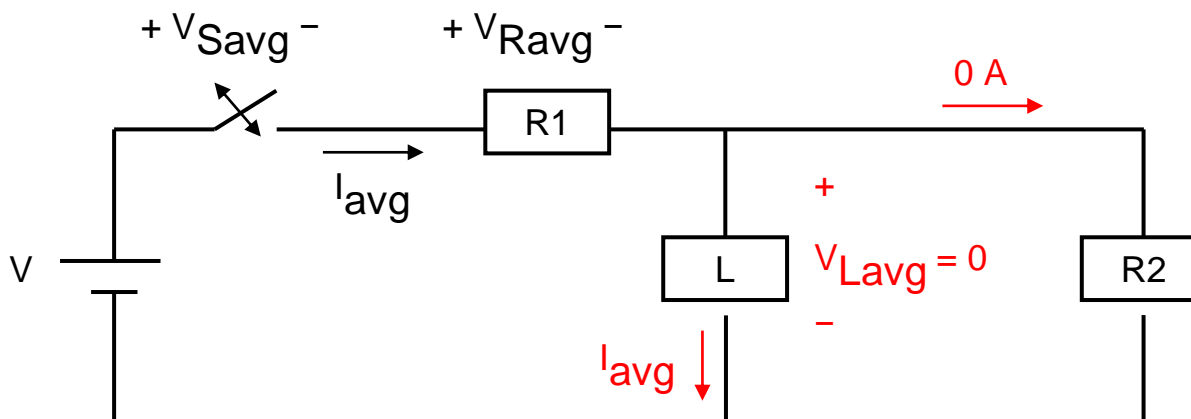 + VSavg –
+ VRavg –
0 A
R1
Iavg
+
V
L
VLavg = 0
R2
–
Iavg